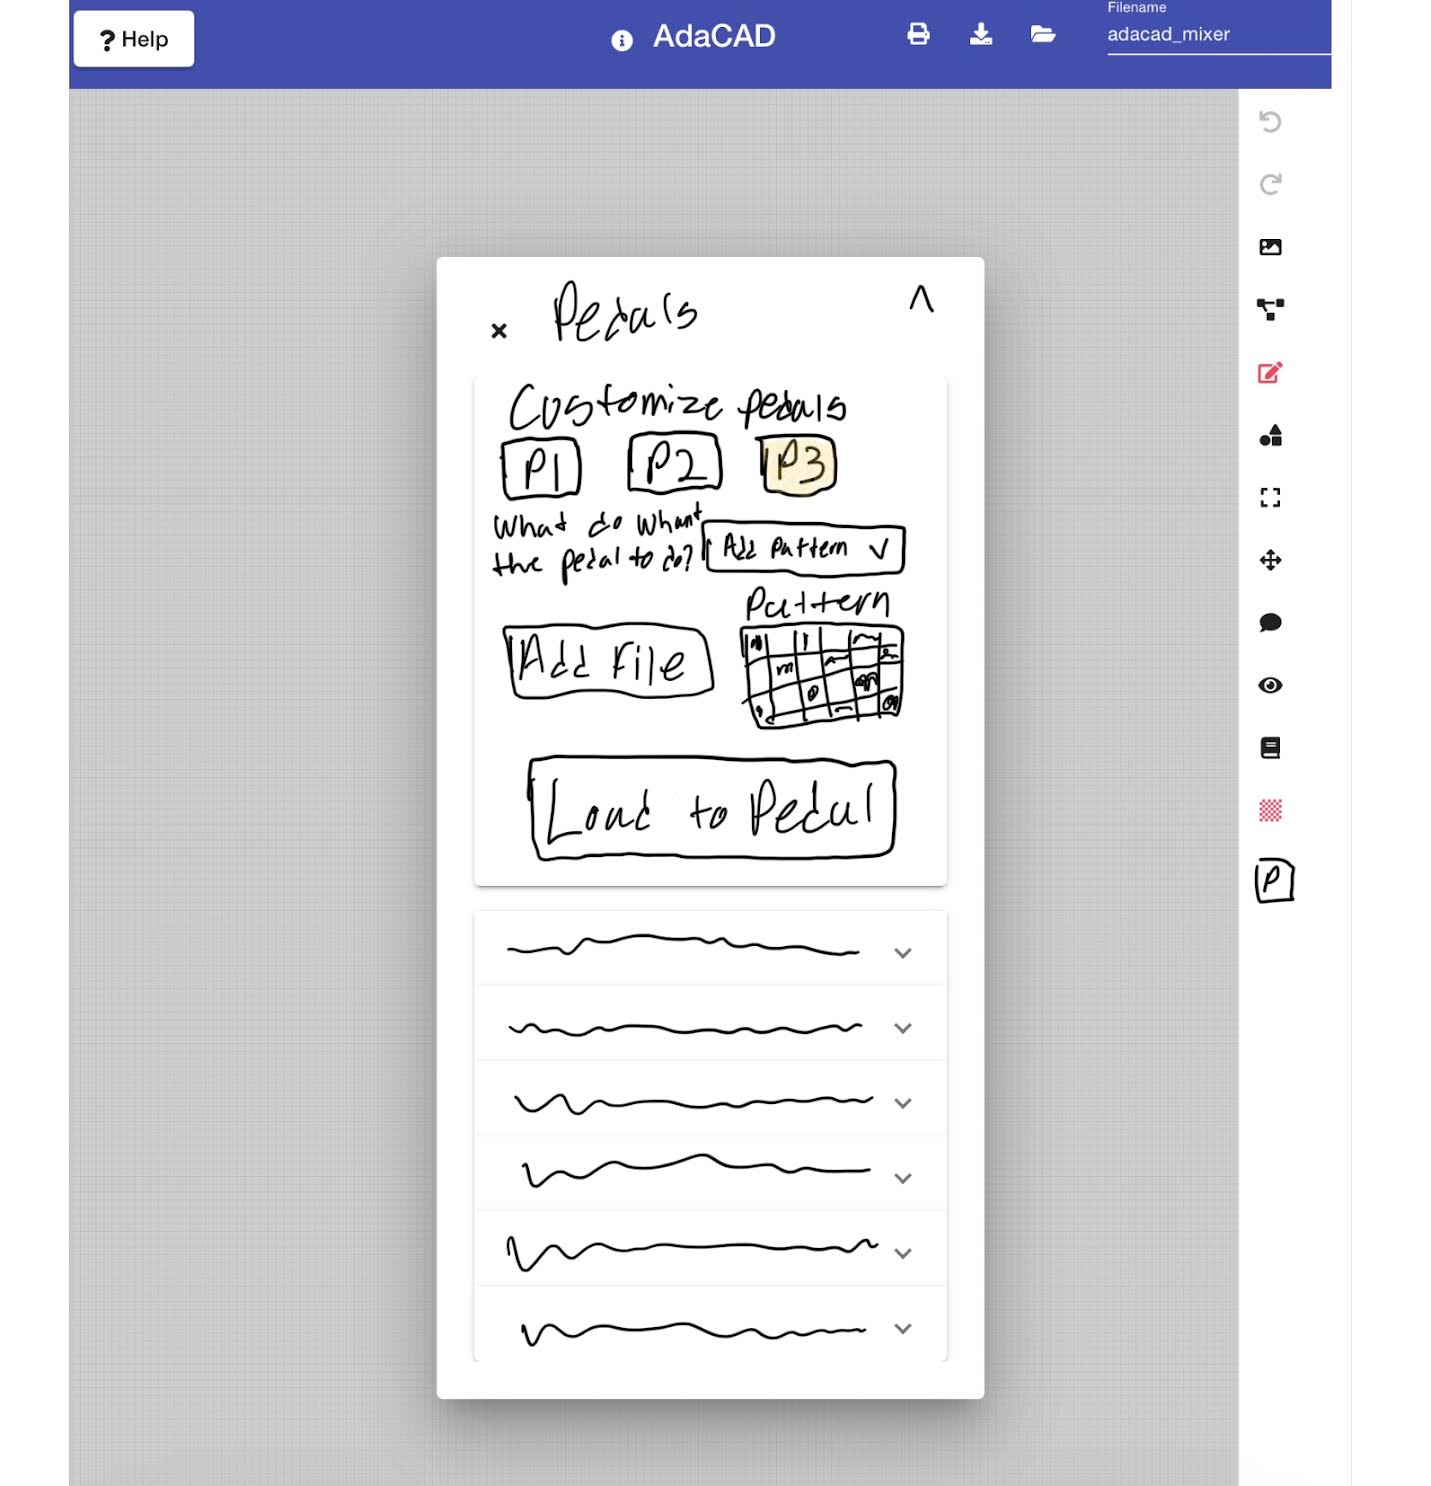 ? Help
AdaCAD
Filename
adacad_mixer
× Pedals
Customize pedals
P1 P2 P3
What do whant
the pedal to do?
Add Pattern
Pattern
Add File
Load to Pedal
P